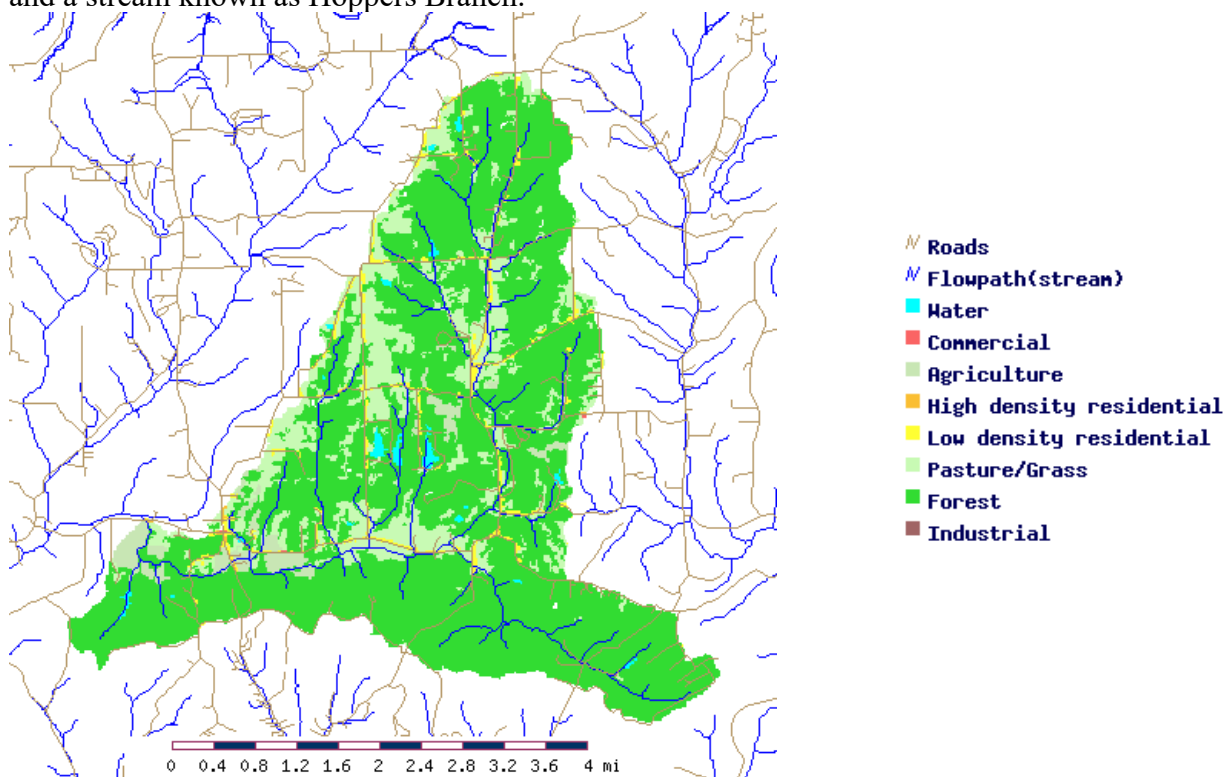 and a stream known as Hoppers Branch.
Roads
Flowpath(stream)
Water
Commercial
Agriculture
High density residential
Low density residential
Pasture/Grass
Forest
Industrial
0 0.4 0.8 1.2 1.6 2 2.4 2.8 3.2 3.6 4 mi